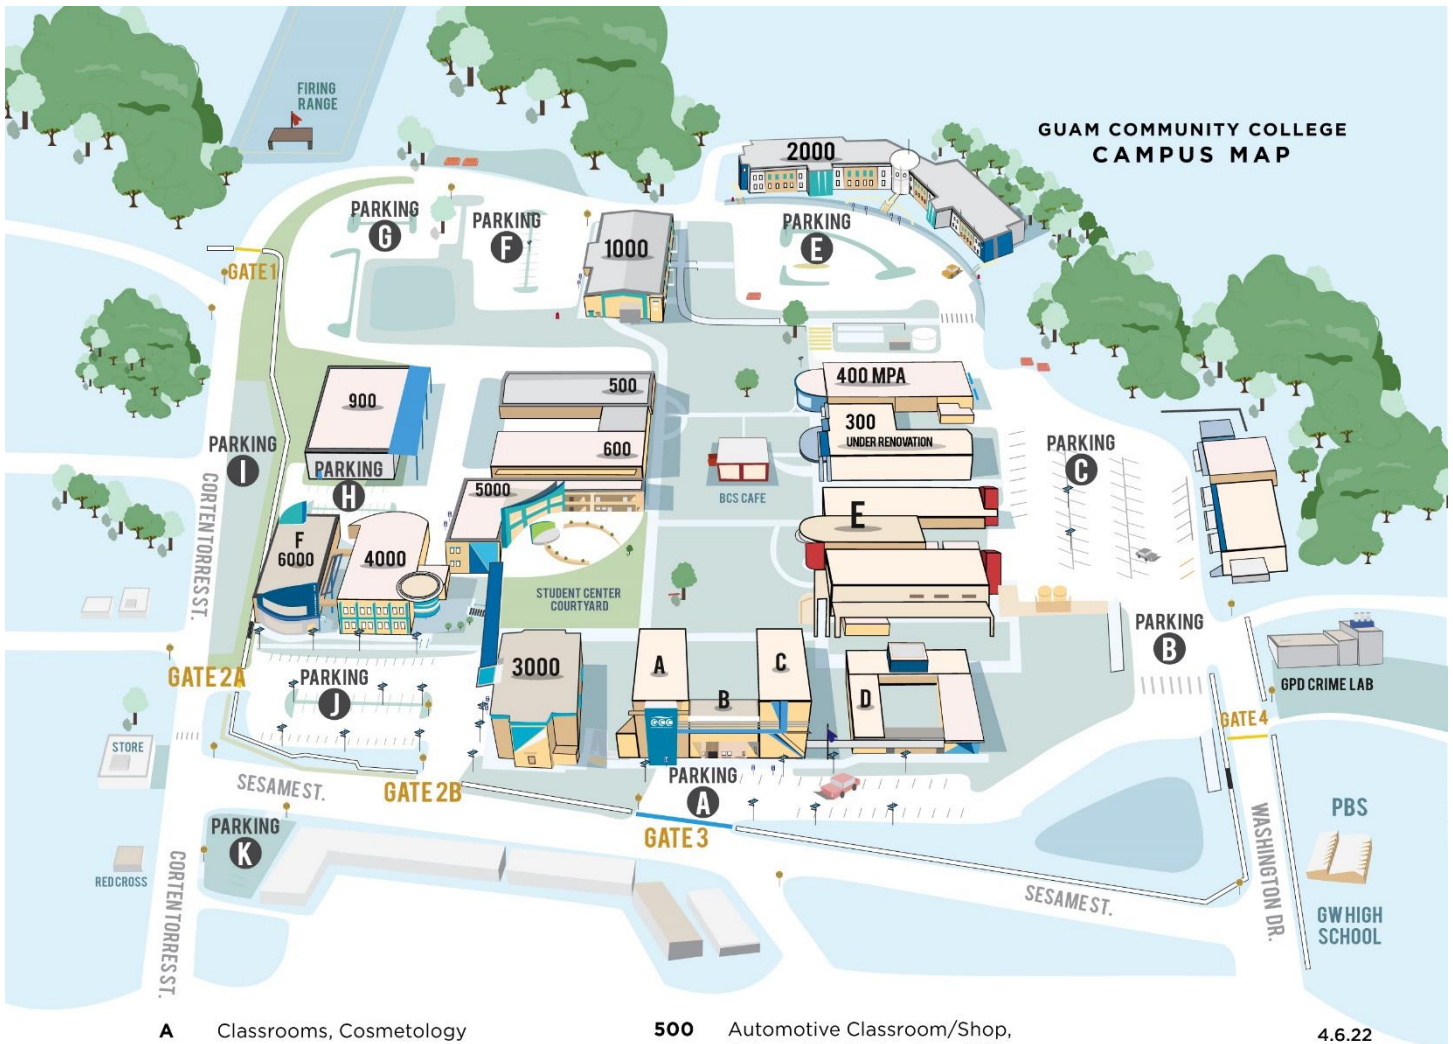 FIRING
RANGE
GUAM COMMUNITY COLLEGE
CAMPUS MAP
2000
PARKING
G
PARKING
F
1000
PARKING
E
GATE 1
500
400 MPA
900
300
UNDER RENOVATION
PARKING
I
600
PARKING
C
PARKING
H
BCS CAFE
5000
CORTEN TORRES ST.
E
F
6000
4000
STUDENT CENTER
COURTYARD
PARKING
B
3000
A
C
GATE 2A
PARKING
J
B
D
GPD CRIME LAB
GCC
GATE 4
STORE
PARKING
A
SESAME ST.
GATE 2B
GATE 3
PARKING
K
PBS
RED CROSS
CORTEN TORRES ST.
SESAME ST.
WASHINGTON DR.
GW HIGH
SCHOOL
A Classrooms, Cosmetology
500 Automotive Classroom/Shop,
4.6.22